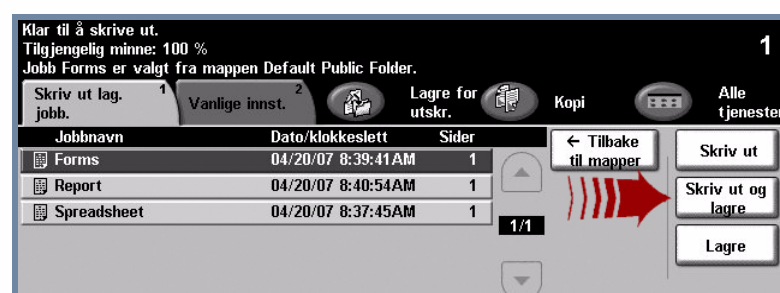 Klar til å skrive ut.
Tilgjengelig minne: 100 %
1
Jobb Forms er valgt fra mappen Default Public Folder.
Skriv ut lag. jobb.
1
Vanlige innst.
2
Lagre for utskr.
Kopi
Alle tjenester
Jobbnavn Dato/klokkeslett Sider
Forms 04/20/07 8:39:41AM 1
Report 04/20/07 8:40:54AM 1
Spreadsheet 04/20/07 8:37:45AM 1
1/1
← Tilbake
til mapper
Skriv ut
Skriv ut og
lagre
Lagre